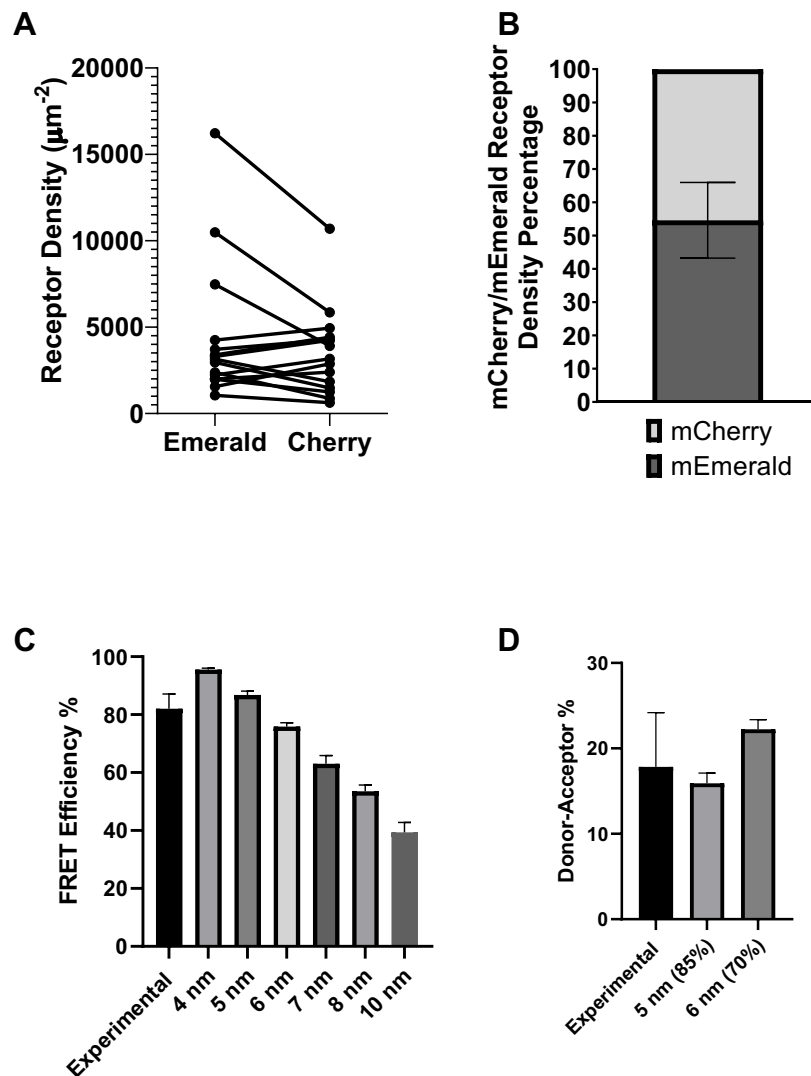 A
Receptor Density (μm⁻²)
20000
15000
10000
5000
0
Emerald
Cherry
B
mCherry/mEmerald Receptor
Density Percentage
100
90
80
70
60
50
40
30
20
10
0
mCherry
mEmerald
C
FRET Efficiency %
100
80
60
40
20
0
Experimental
4 nm
5 nm
6 nm
7 nm
8 nm
10 nm
D
Donor-Acceptor %
30
20
10
0
Experimental
5 nm (85%)
6 nm (70%)